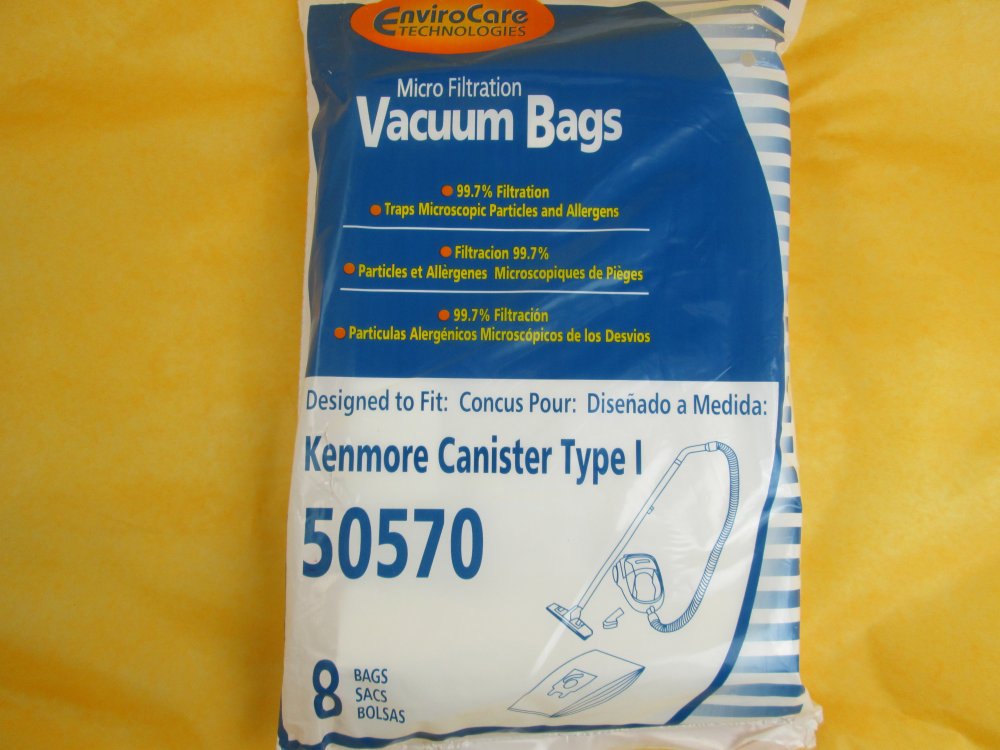 EnviroCare
TECHNOLOGIES
Micro Filtration
Vacuum Bags
99.7% Filtration
Traps Microscopic Particles and Allergens
Filtracion 99.7%
Particles et Allèrgenes Microscopiques de Pièges
99.7% Filtración
Particulas Alergénicos Microscópicos de los Desvios
Designed to Fit: Concus Pour: Diseñado a Medida:
Kenmore Canister Type I
50570
8 BAGS
SACS
BOLSAS